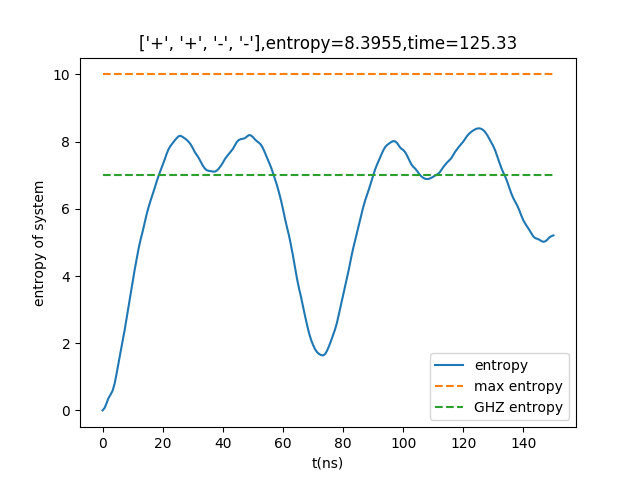 ['+', '+', '-', '-'],entropy=8.3955,time=125.33
10
8
6
4
2
0
entropy of system
entropy
max entropy
GHZ entropy
0 20 40 60 80 100 120 140
t(ns)